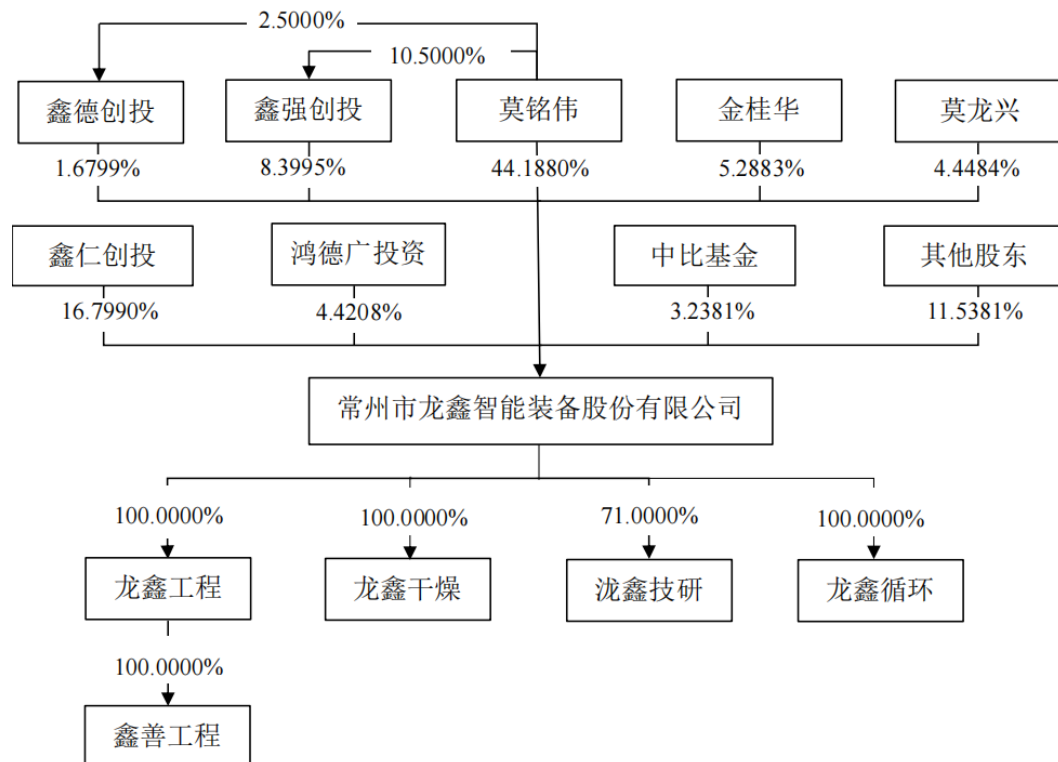 2.5000%
10.5000%
鑫德创投
鑫强创投
莫铭伟
金桂华
莫龙兴
1.6799%
8.3995%
44.1880%
5.2883%
4.4484%
鑫仁创投
鸿德广投资
中比基金
其他股东
16.7990%
4.4208%
3.2381%
11.5381%
常州市龙鑫智能装备股份有限公司
100.0000%
100.0000%
71.0000%
100.0000%
龙鑫工程
龙鑫干燥
泷鑫技研
龙鑫循环
100.0000%
鑫善工程